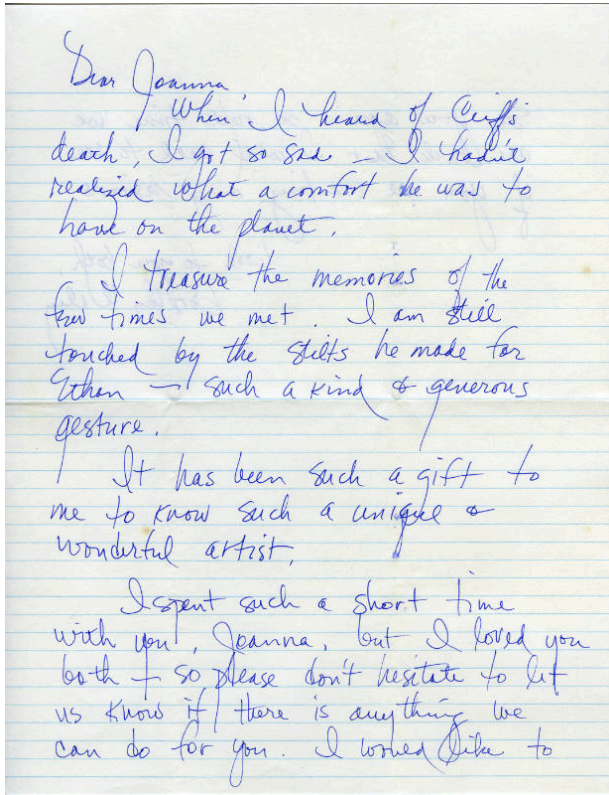 Dear Joanna,
When I heard of Cliff's
death, I got so sad – I hadn't
realized what a comfort he was to
have on the planet.
I treasure the memories of the
few times we met. I am still
touched by the stilts he made for
Ethan – such a kind & generous
gesture.
It has been such a gift to
me to know such a unique &
wonderful artist.
I spent such a short time
with you, Joanna, but I loved you
both – so please don't hesitate to let
us know if there is anything we
can do for you. I would like to